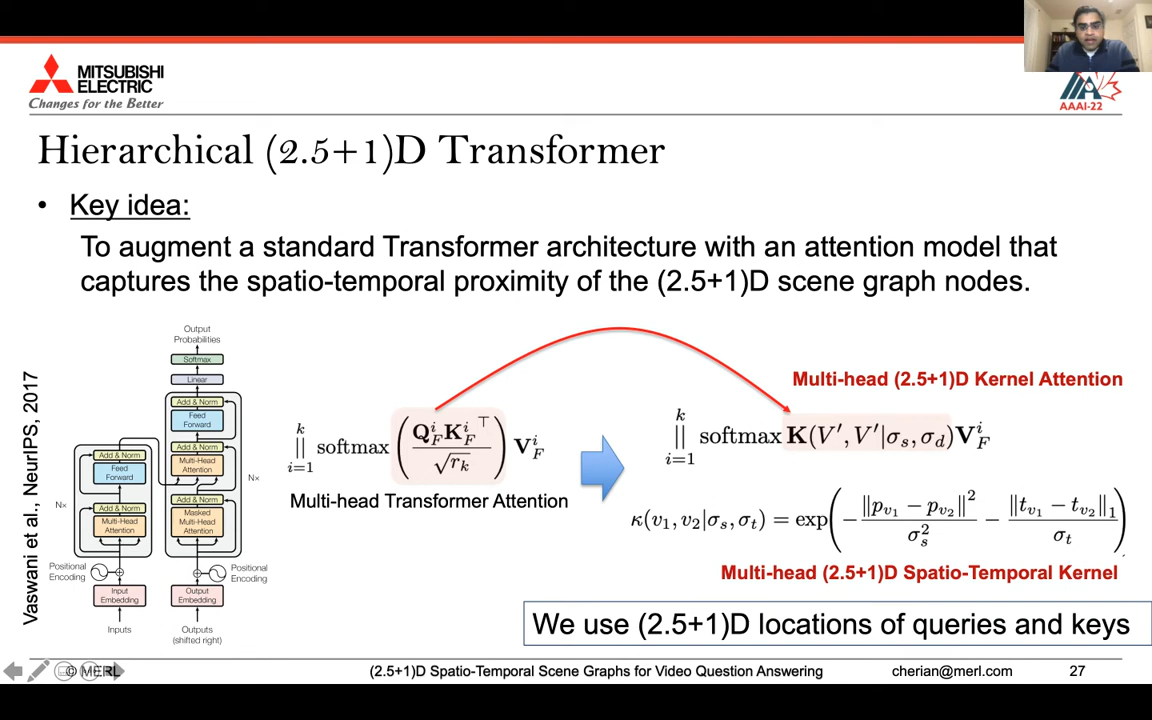 MITSUBISHI
ELECTRIC
Changes for the Better
AAAI-22
Hierarchical (2.5+1)D Transformer
• Key idea:
To augment a standard Transformer architecture with an attention model that
captures the spatio-temporal proximity of the (2.5+1)D scene graph nodes.
Vaswani et al., NeurIPS, 2017
Output
Probabilities
Softmax
Linear
Add & Norm
Feed
Forward
Add & Norm
Multi-Head
Attention
Add & Norm
Masked
Multi-Head
Attention
N×
Positional
Encoding
Output
Embedding
Outputs
(shifted right)
Add & Norm
Feed
Forward
Add & Norm
Multi-Head
Attention
N×
Positional
Encoding
Input
Embedding
Inputs
k ‖ i=1 softmax ( Q_F^i K_F^i ⊤ / √r_k ) V_F^i
Multi-head Transformer Attention
Multi-head (2.5+1)D Kernel Attention
k ‖ i=1 softmax K(V′, V′|σ_s, σ_d)V_F^i
κ(v_1, v_2|σ_s, σ_t) = exp( − ‖p_{v_1} − p_{v_2}‖^2 / σ_s^2 − ‖t_{v_1} − t_{v_2}‖_1 / σ_t )
Multi-head (2.5+1)D Spatio-Temporal Kernel
We use (2.5+1)D locations of queries and keys
© MERL
(2.5+1)D Spatio-Temporal Scene Graphs for Video Question Answering
cherian@merl.com
27